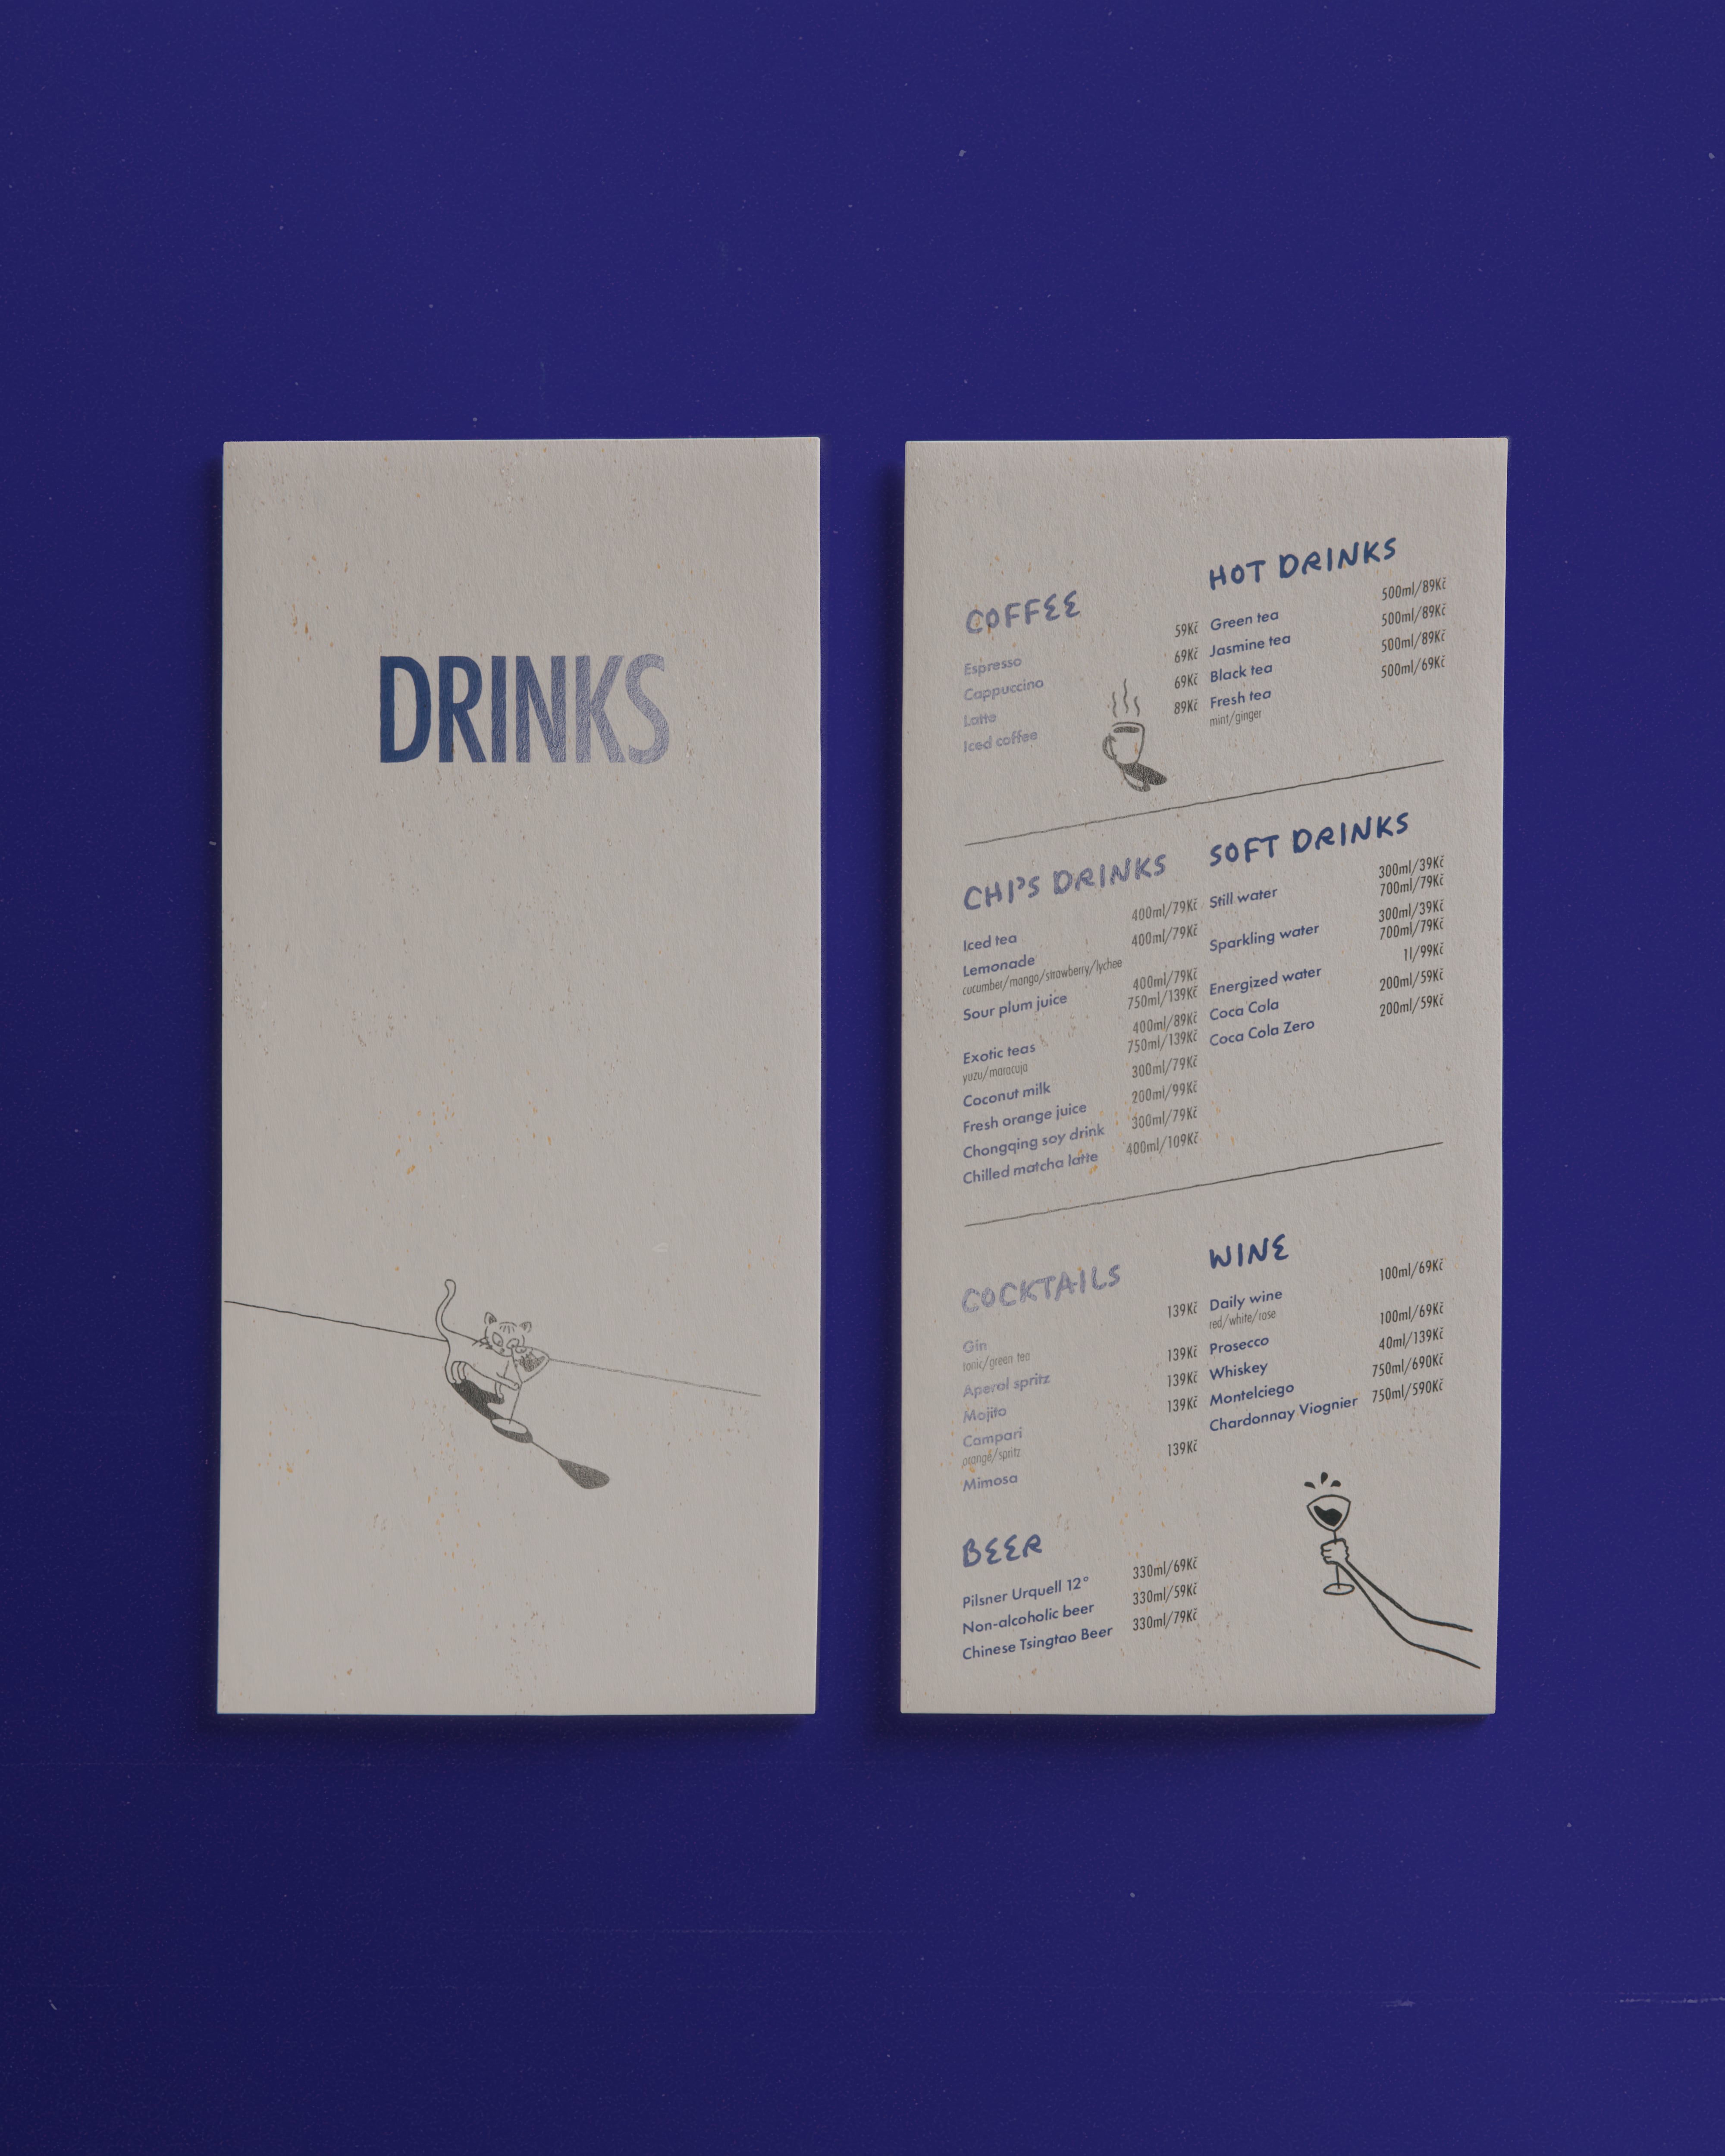 DRINKS
COFFEE
Espresso 59Kč
Cappuccino 69Kč
Latte 69Kč
Iced coffee 89Kč
HOT DRINKS
Green tea 500ml/89Kč
Jasmine tea 500ml/89Kč
Black tea 500ml/89Kč
Fresh tea 500ml/69Kč
mint/ginger
CHI'S DRINKS
Iced tea 400ml/79Kč
Lemonade 400ml/79Kč
cucumber/mango/strawberry/lychee
Sour plum juice 400ml/79Kč
750ml/139Kč
Exotic teas 400ml/89Kč
yuzu/maracuja 750ml/139Kč
Coconut milk 300ml/79Kč
Fresh orange juice 200ml/99Kč
Chongqing soy drink 300ml/79Kč
Chilled matcha latte 400ml/109Kč
SOFT DRINKS
Still water 300ml/39Kč
700ml/79Kč
Sparkling water 300ml/39Kč
700ml/79Kč
Energized water 1l/99Kč
Coca Cola 200ml/59Kč
Coca Cola Zero 200ml/59Kč
COCKTAILS
Gin 139Kč
tonic/green tea
Aperol spritz 139Kč
Mojito 139Kč
Campari 139Kč
orange/spritz
Mimosa 139Kč
WINE
Daily wine 100ml/69Kč
red/white/rose
Prosecco 100ml/69Kč
Whiskey 40ml/139Kč
Montelciego 750ml/690Kč
Chardonnay Viognier 750ml/590Kč
BEER
Pilsner Urquell 12° 330ml/69Kč
Non-alcoholic beer 330ml/59Kč
Chinese Tsingtao Beer 330ml/79Kč